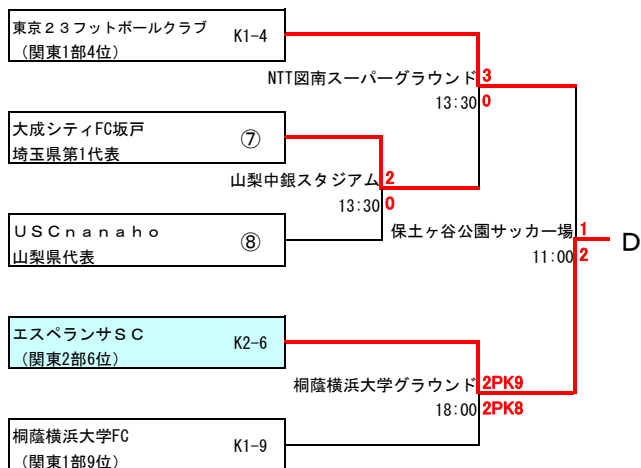 東京２３フットボールクラブ
（関東1部4位）
K1-4
NTT図南スーパーグラウンド
3
13:30
0
大成シティFC坂戸
埼玉県第1代表
⑦
山梨中銀スタジアム
2
13:30
0
ＵＳＣｎａｎａｈｏ
山梨県代表
⑧
保土ヶ谷公園サッカー場
1
11:00
2
D
エスペランサＳＣ
（関東2部6位）
K2-6
桐蔭横浜大学グラウンド
2PK9
18:00
2PK8
桐蔭横浜大学FC
（関東1部9位）
K1-9